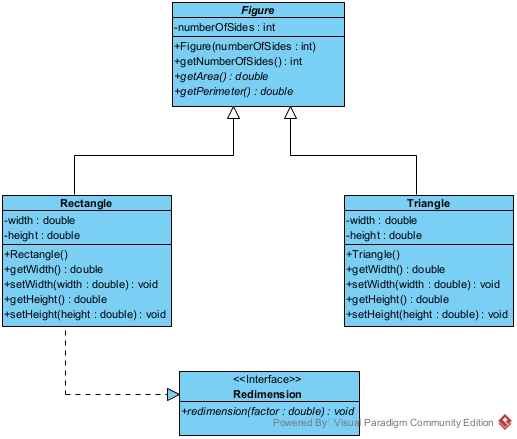 Figure
-numberOfSides : int
+Figure(numberOfSides : int)
+getNumberOfSides() : int
+getArea() : double
+getPerimeter() : double
Rectangle
-width : double
-height : double
+Rectangle()
+getWidth() : double
+setWidth(width : double) : void
+getHeight() : double
+setHeight(height : double) : void
Triangle
-width : double
-height : double
+Triangle()
+getWidth() : double
+setWidth(width : double) : void
+getHeight() : double
+setHeight(height : double) : void
<<Interface>>
Redimension
+redimension(factor : double) : void
Powered By Visual Paradigm Community Edition